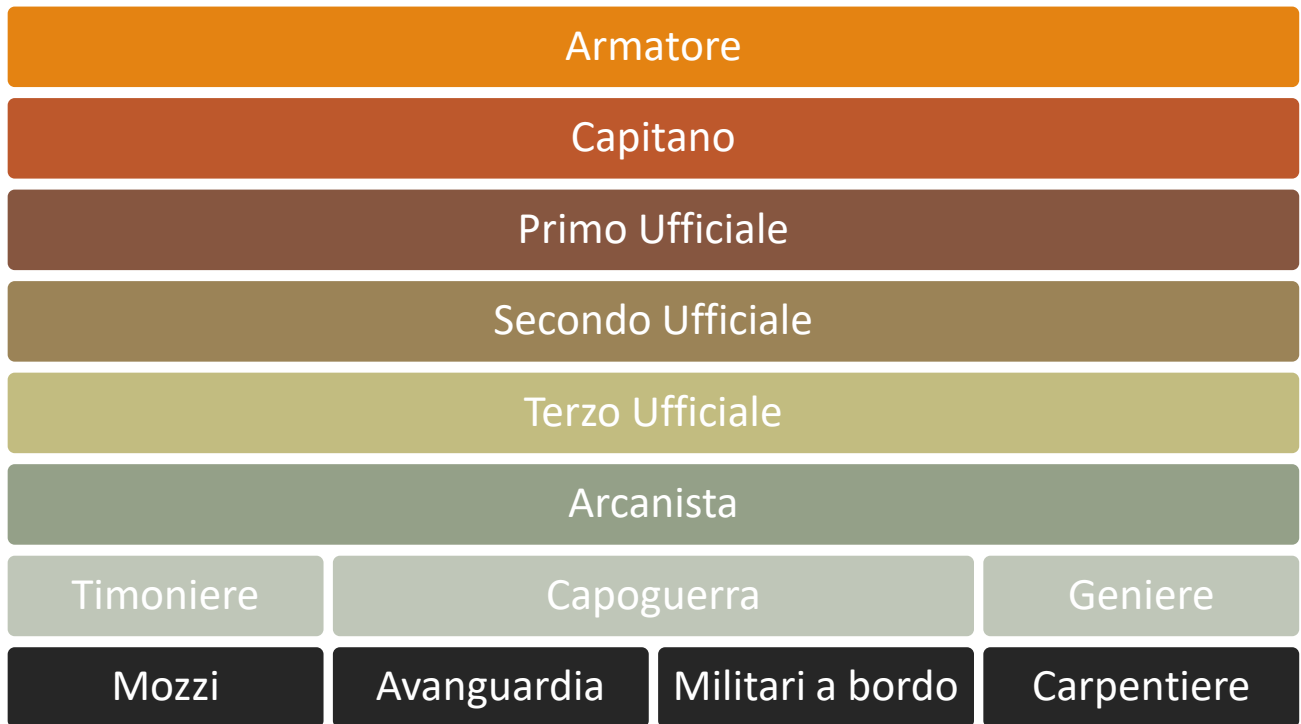 Armatore
Capitano
Primo Ufficiale
Secondo Ufficiale
Terzo Ufficiale
Arcanista
Timoniere Capoguerra Geniere
Mozzi Avanguardia Militari a bordo Carpentiere